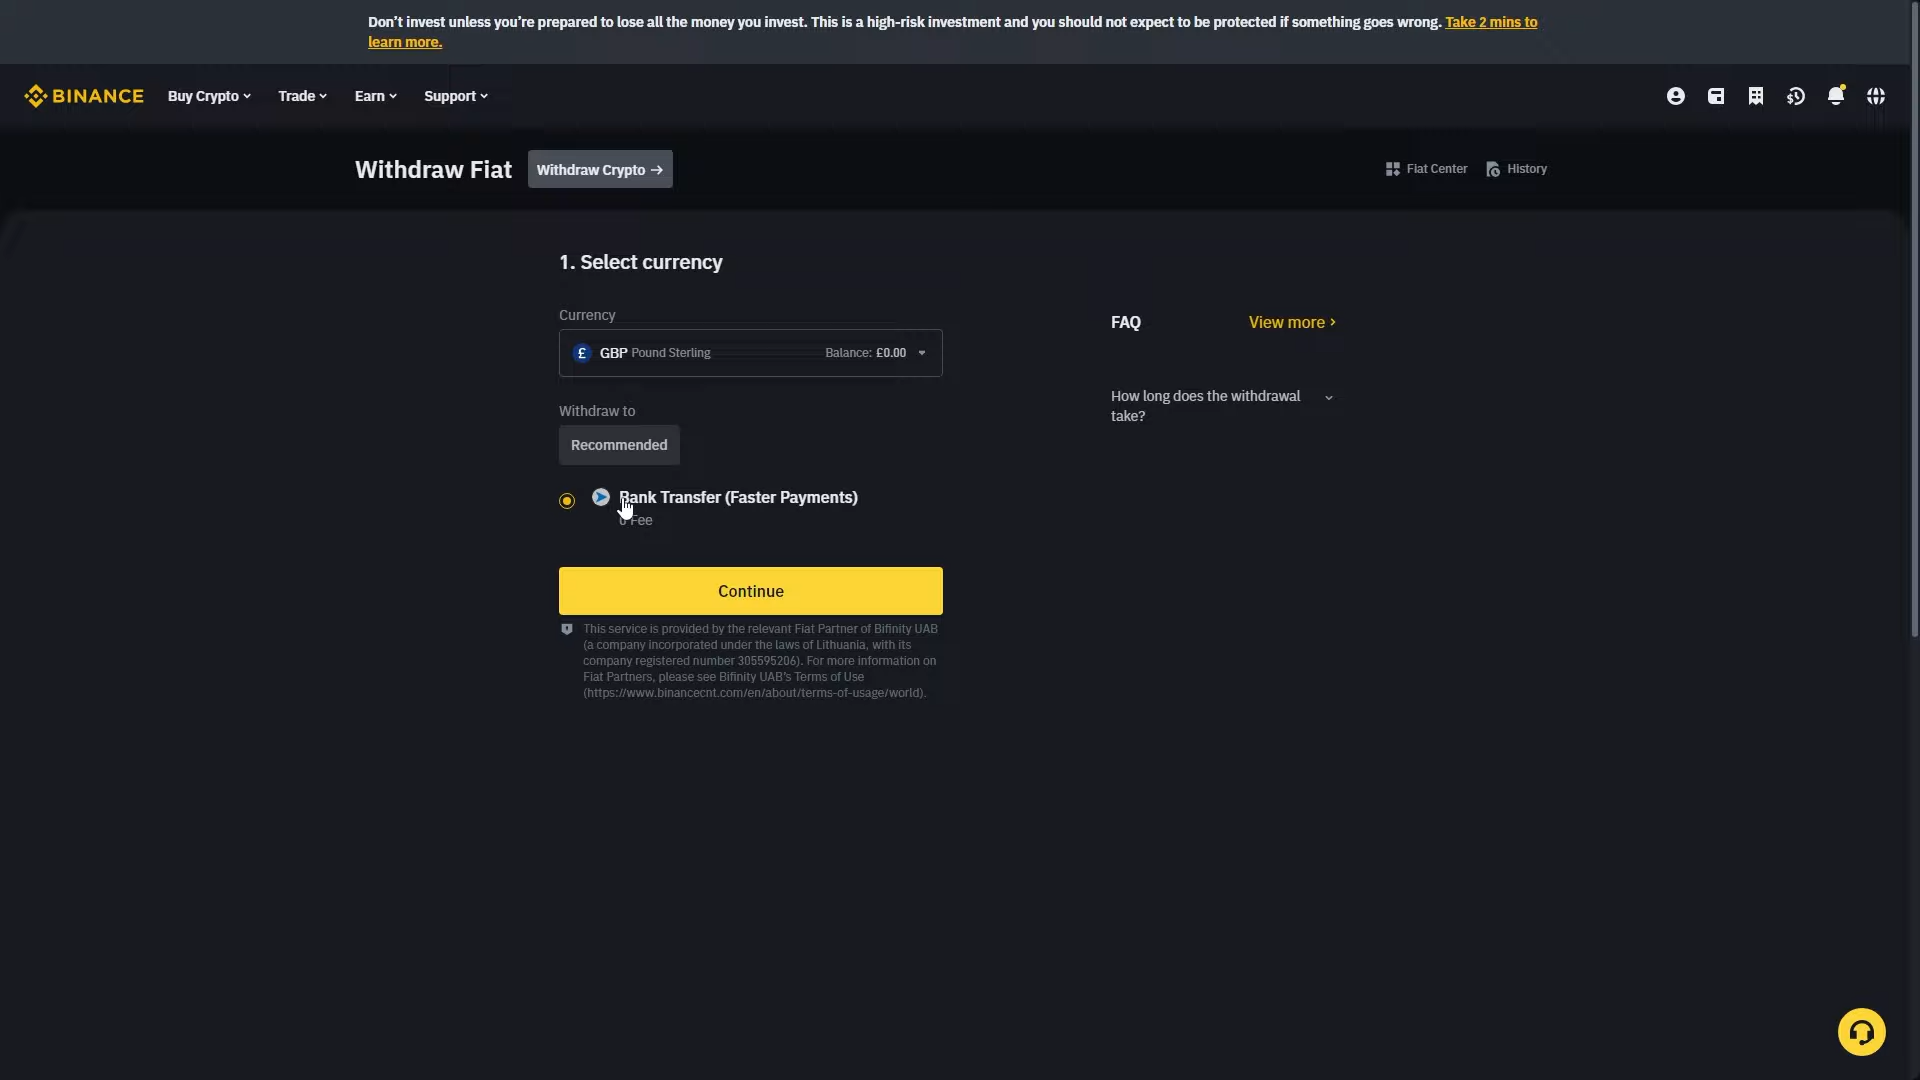 Don't invest unless you're prepared to lose all the money you invest. This is a high-risk investment and you should not expect to be protected if something goes wrong. Take 2 mins to
learn more.
BINANCE Buy Crypto Trade Earn Support
Withdraw Fiat Withdraw Crypto → Fiat Center History
1. Select currency
Currency
£ GBP Pound Sterling Balance: £0.00
FAQ View more >
How long does the withdrawal
take?
Withdraw to
Recommended
Bank Transfer (Faster Payments)
0 Fee
Continue
This service is provided by the relevant Fiat Partner of Bifinity UAB
(a company incorporated under the laws of Lithuania, with its
company registered number 305595206). For more information on
Fiat Partners, please see Bifinity UAB's Terms of Use
(https://www.binancecnt.com/en/about/terms-of-usage/world).